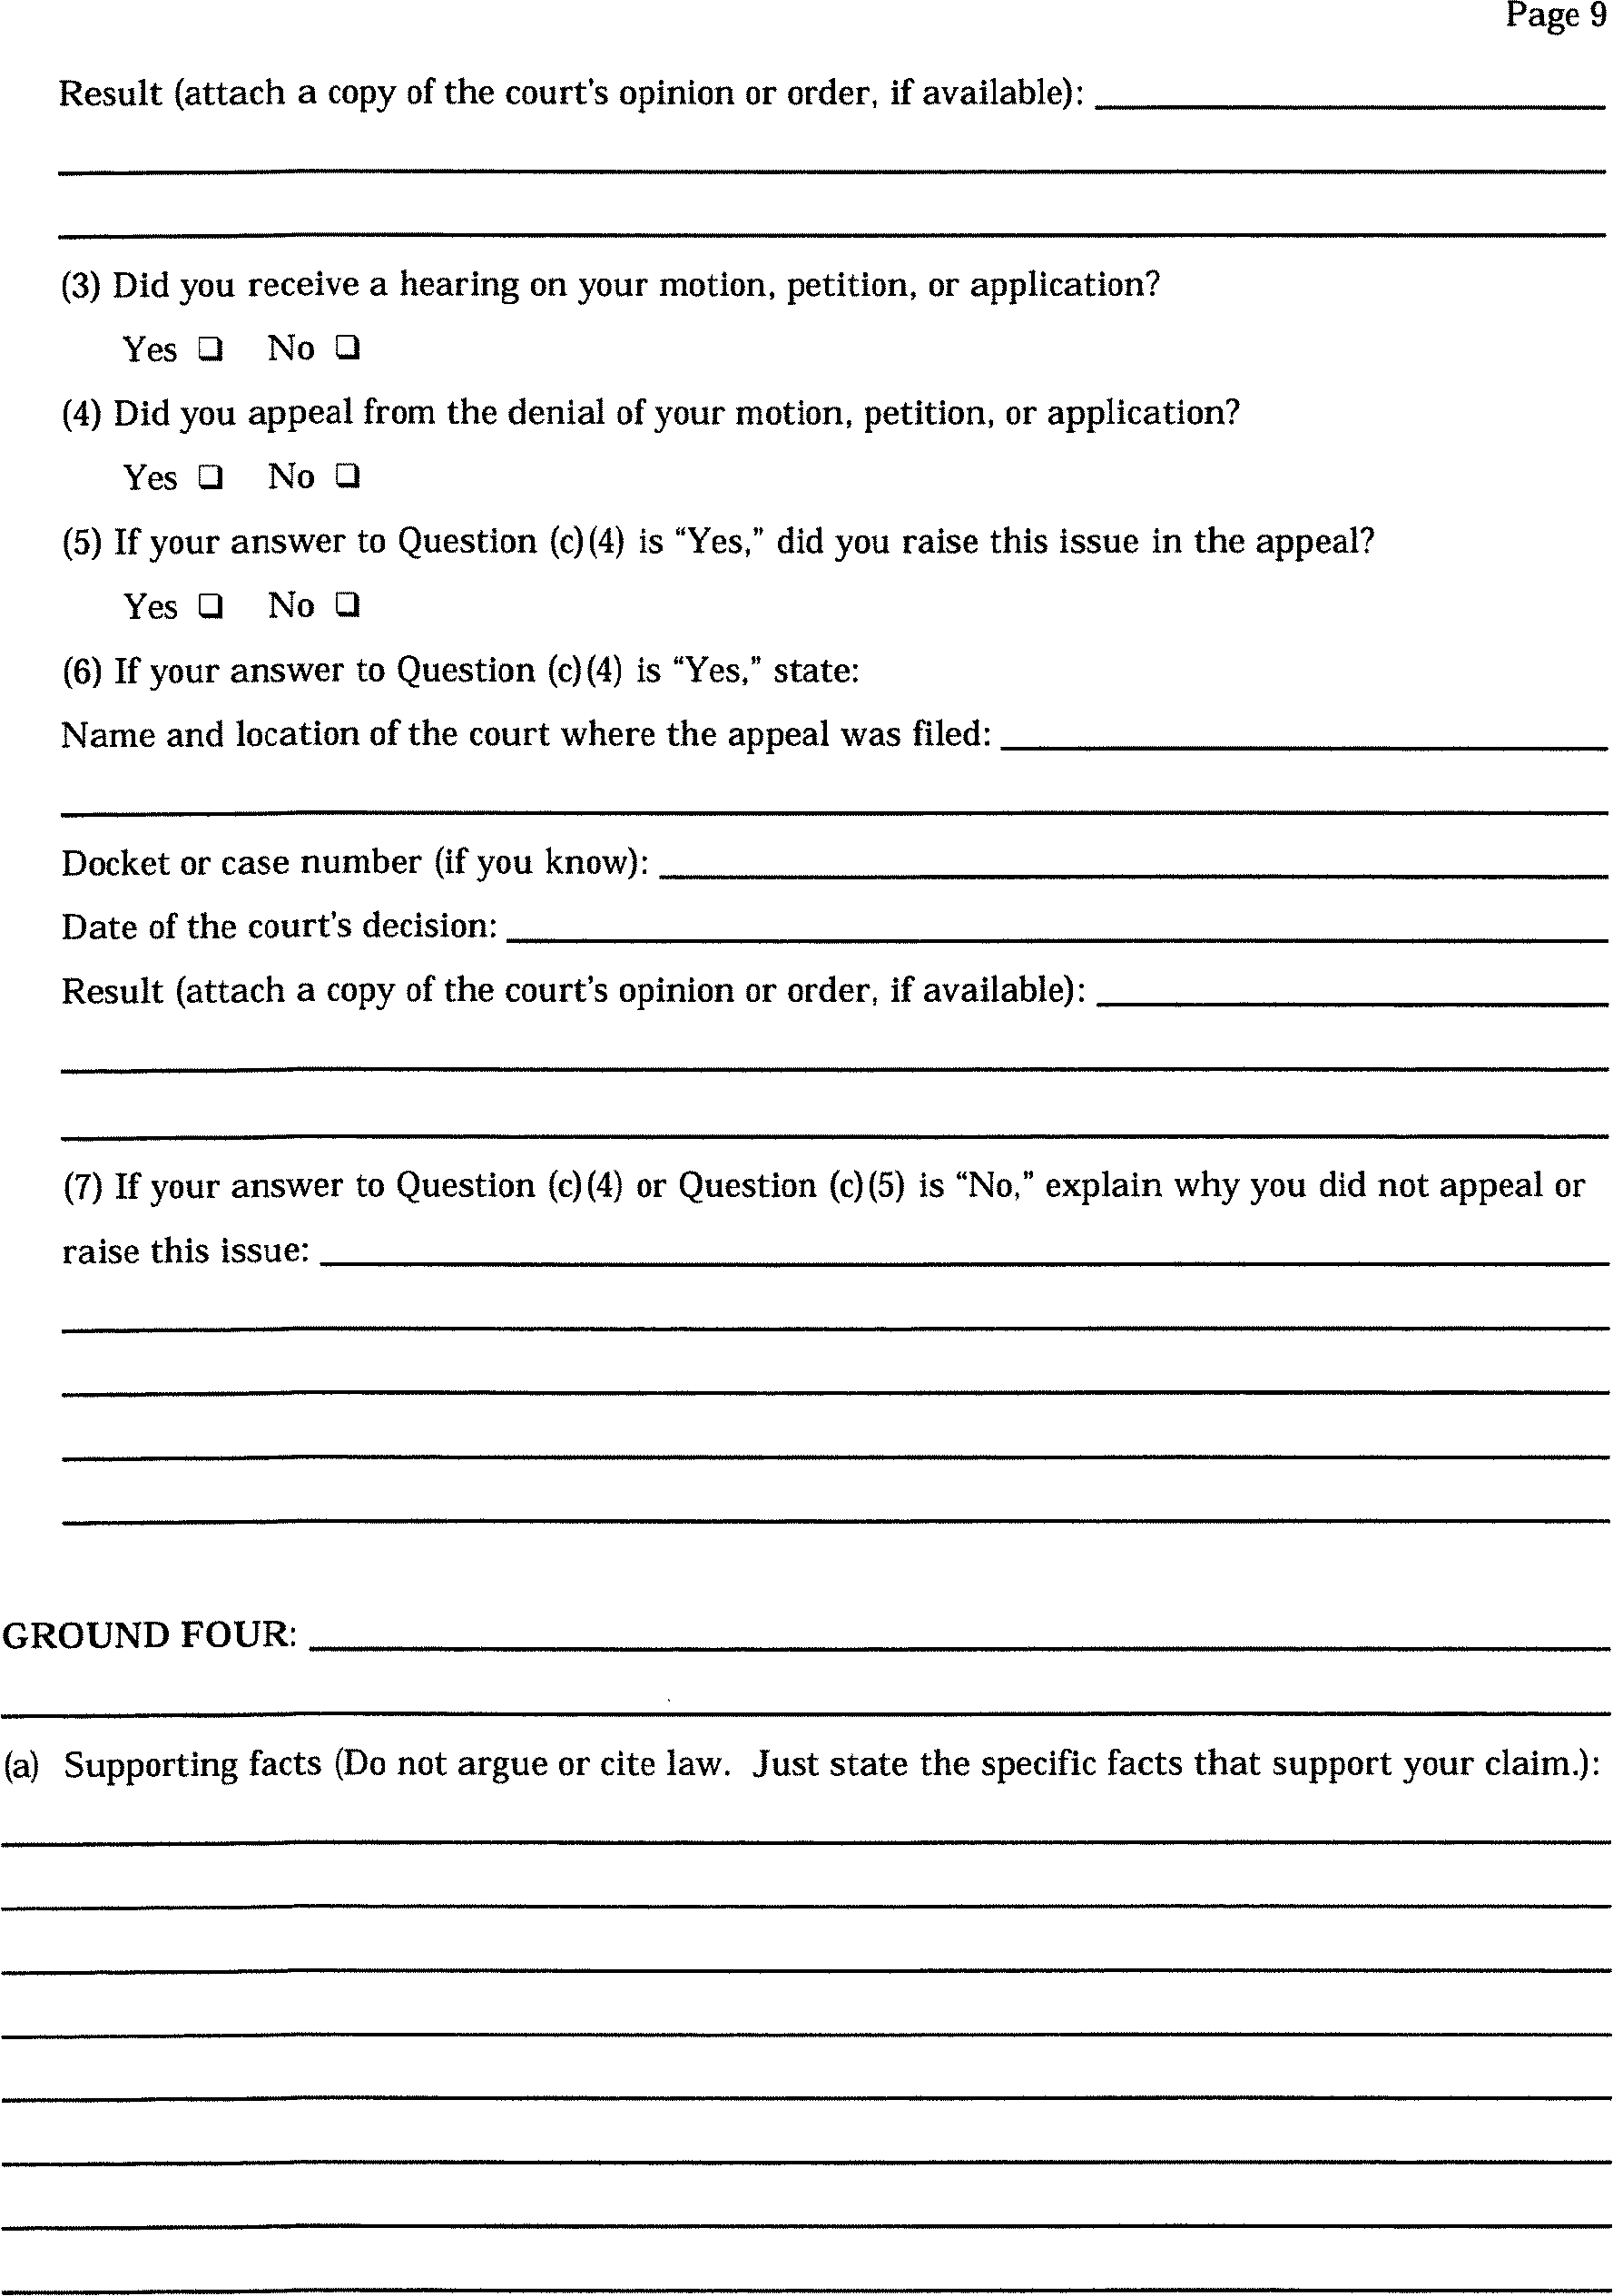 Page 9
Result (attach a copy of the court's opinion or order, if available):
(3) Did you receive a hearing on your motion, petition, or application?
Yes ❏ No ❏
(4) Did you appeal from the denial of your motion, petition, or application?
Yes ❏ No ❏
(5) If your answer to Question (c)(4) is “Yes,” did you raise this issue in the appeal?
Yes ❏ No ❏
(6) If your answer to Question (c)(4) is “Yes,” state:
Name and location of the court where the appeal was filed:
Docket or case number (if you know):
Date of the court's decision:
Result (attach a copy of the court's opinion or order, if available):
(7) If your answer to Question (c)(4) or Question (c)(5) is “No,” explain why you did not appeal or
raise this issue:
GROUND FOUR:
(a) Supporting facts (Do not argue or cite law. Just state the specific facts that support your claim.):